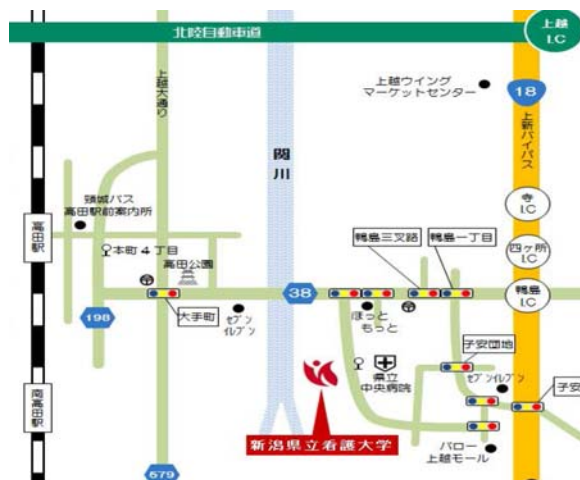 北陸自動車道
上越
I.C
上越大通り
上越ウイング
マーケットセンター
18
上新バイパス
関川
頸城バス
高田駅前案内所
寺
I.C
高田駅
本町4丁目
高田公園
鴨島三叉路
鴨島一丁目
四ヶ所
I.C
38
鴨島
I.C
198
大手町
セブン
イレブン
ほっと
もっと
子安団地
県立
中央病院
セブンイレブン
子安
南高田駅
新潟県立看護大学
バロー
上越モール
579